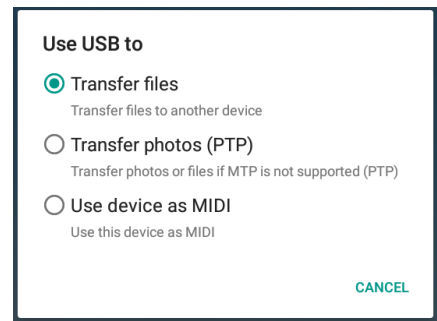 Use USB to
Transfer files
Transfer files to another device
Transfer photos (PTP)
Transfer photos or files if MTP is not supported (PTP)
Use device as MIDI
Use this device as MIDI
CANCEL